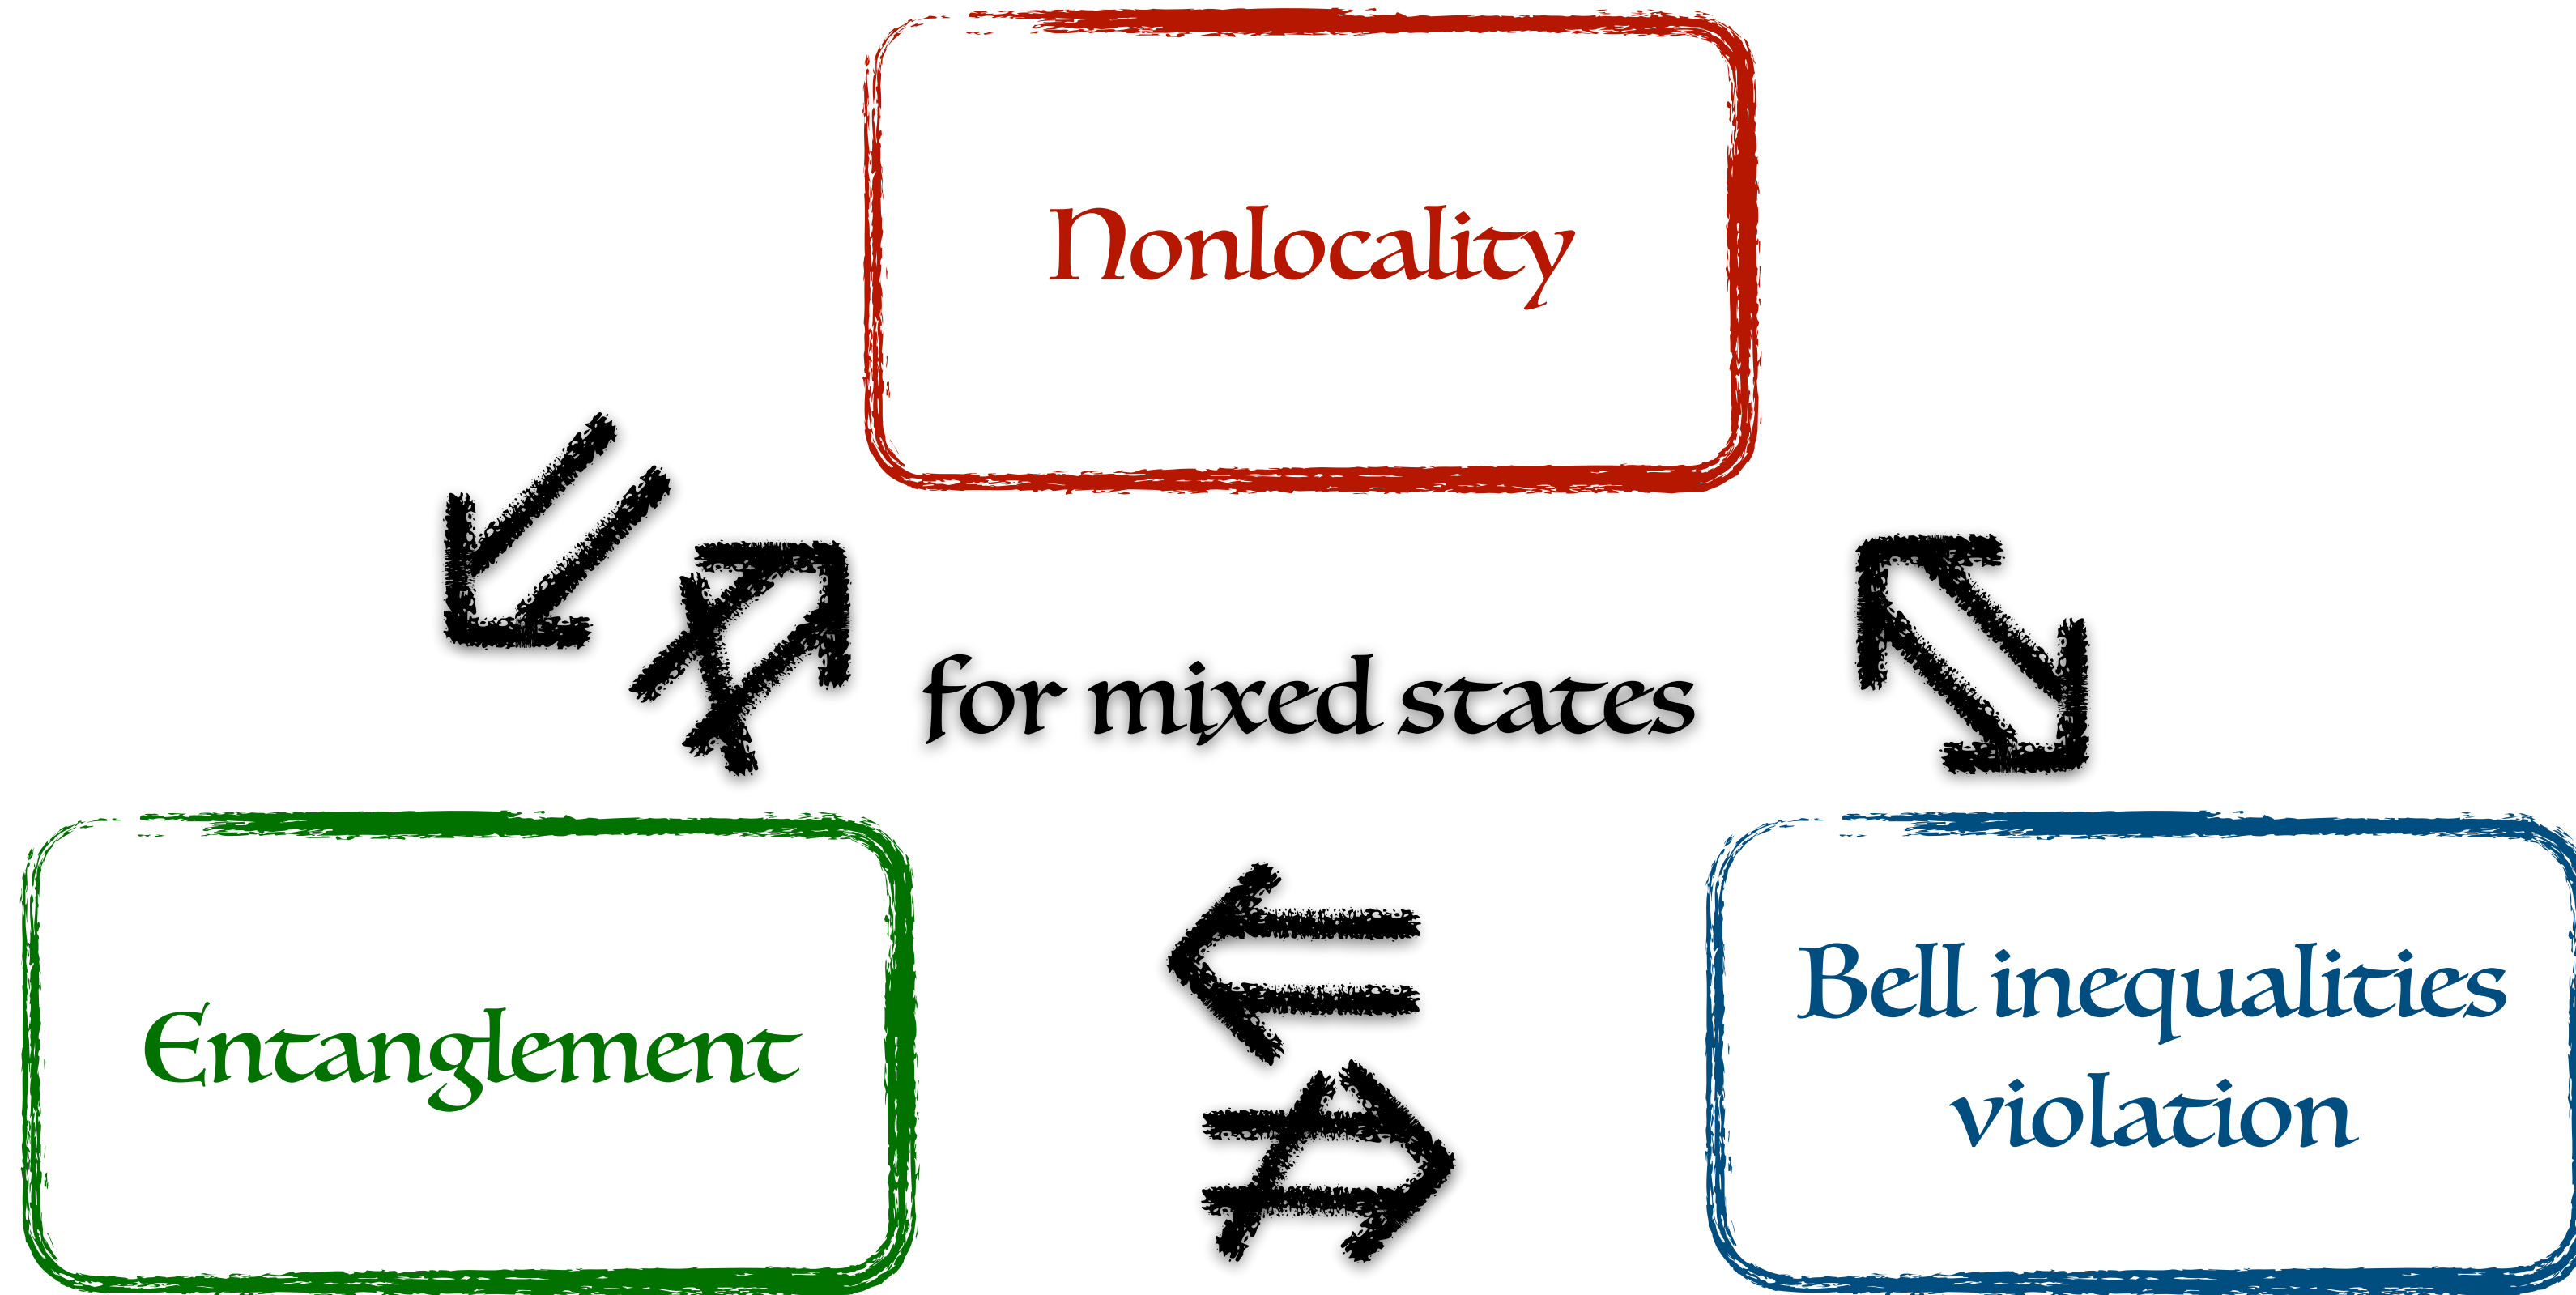 Nonlocality
for mixed states
Entanglement
Bell inequalities
violation